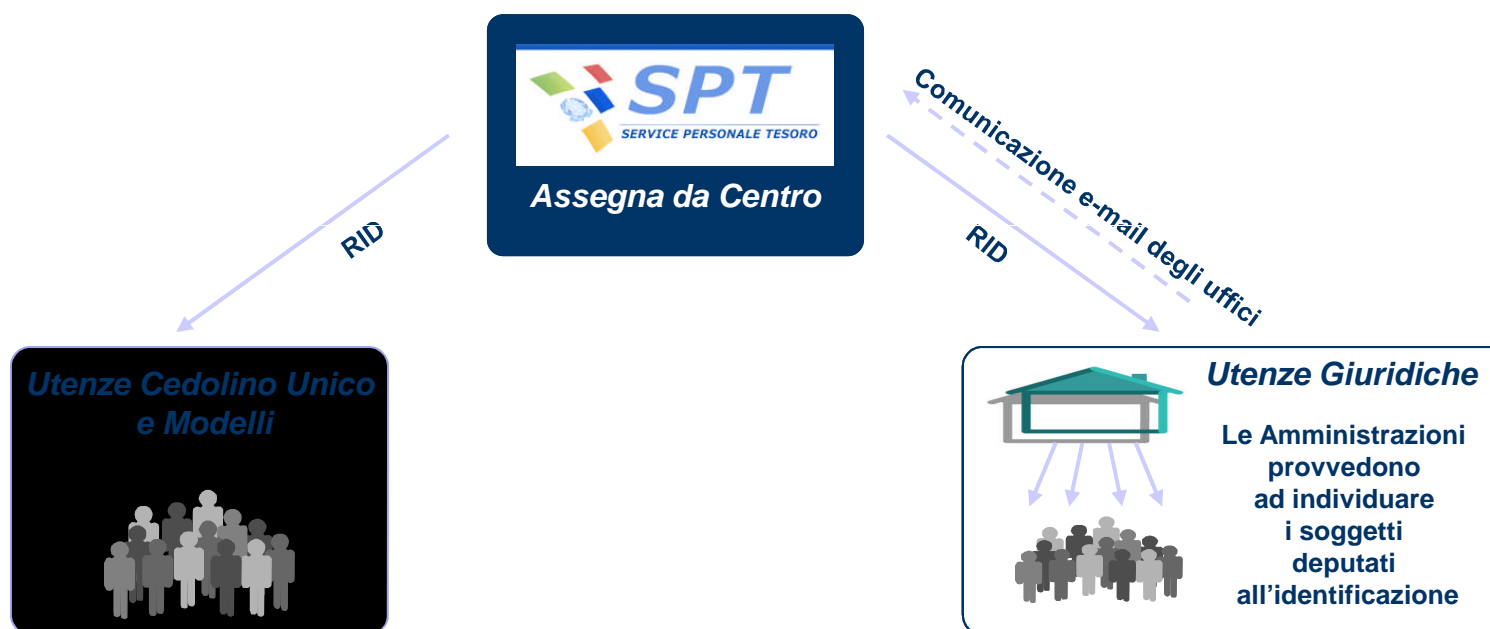 SPT
SERVICE PERSONALE TESORO
Assegna da Centro
RID
RID
Comunicazione e-mail degli uffici
Utenze Cedolino Unico
e Modelli
Utenze Giuridiche
Le Amministrazioni
provvedono
ad individuare
i soggetti
deputati
all’identificazione